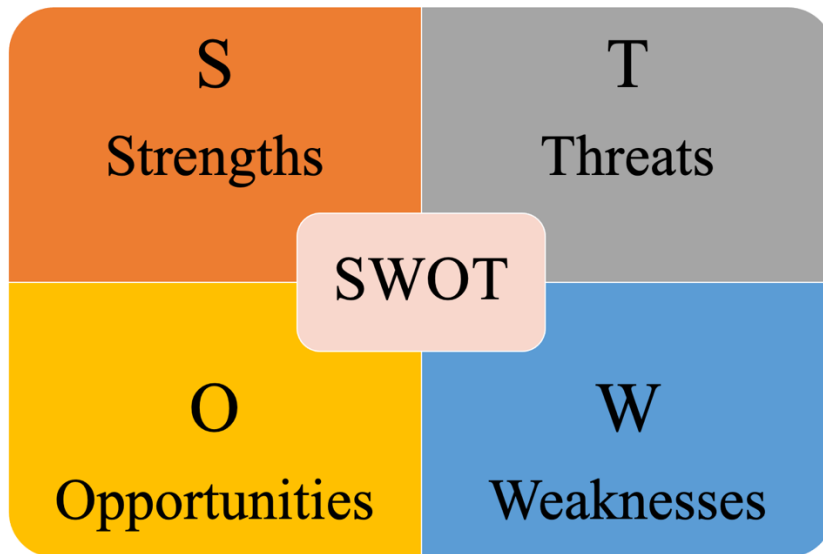 S
Strengths
T
Threats
SWOT
O
Opportunities
W
Weaknesses